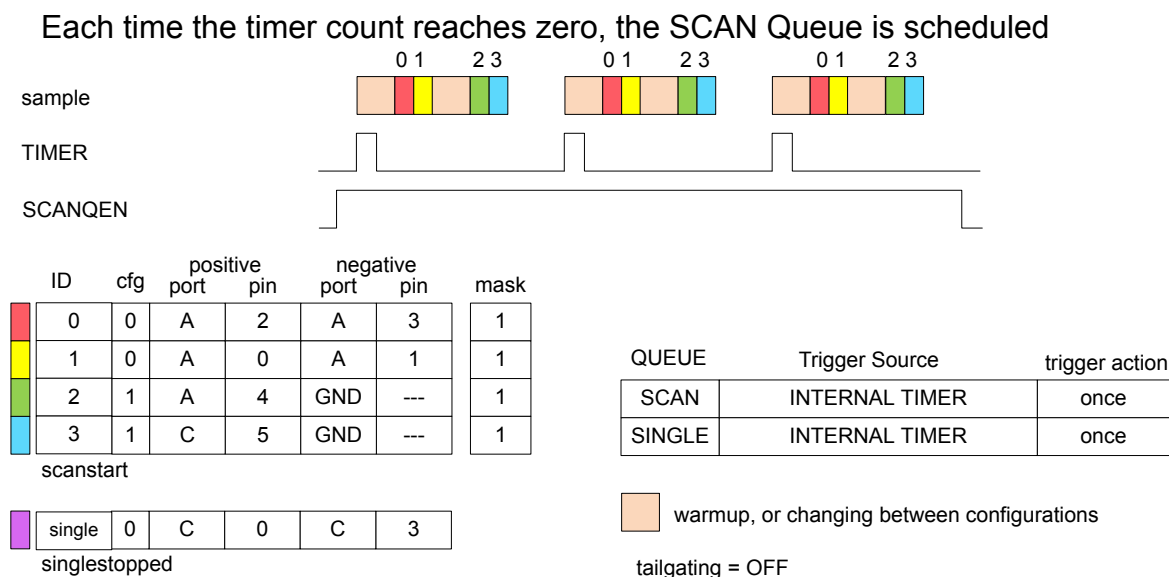 Each time the timer count reaches zero, the SCAN Queue is scheduled
0 1 2 3 0 1 2 3 0 1 2 3
sample
TIMER
SCANQEN
positive negative
ID cfg port pin port pin mask
0 0 A 2 A 3 1
1 0 A 0 A 1 1
2 1 A 4 GND --- 1
3 1 C 5 GND --- 1
scanstart
single 0 C 0 C 3
singlestopped
QUEUE Trigger Source trigger action
SCAN INTERNAL TIMER once
SINGLE INTERNAL TIMER once
warmup, or changing between configurations
tailgating = OFF